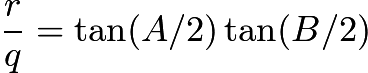 r/q = tan(A/2) tan(B/2)